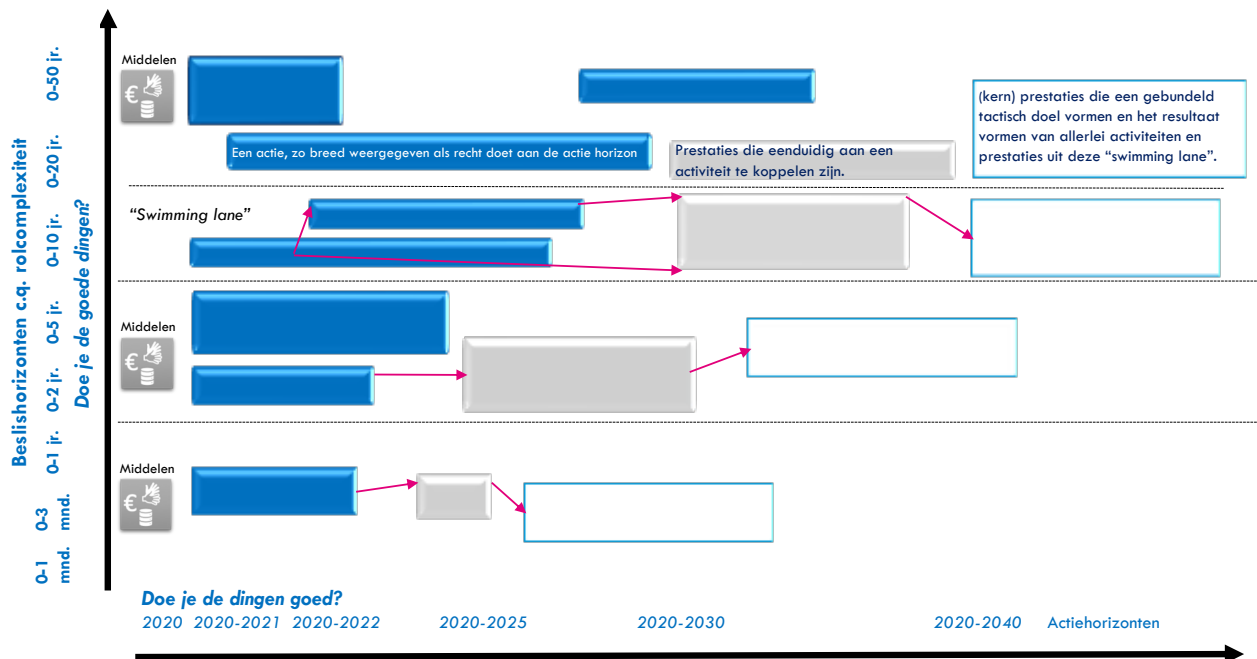 Beslishorizonten c.q. rolcomplexiteit
Doe je de goede dingen?
0-50 jr.
0-20 jr.
0-10 jr.
0-5 jr.
0-2 jr.
0-1 jr.
0-3
mnd.
0-1
mnd.
Middelen
€
Een actie, zo breed weergegeven als recht doet aan de actie horizon
Prestaties die eenduidig aan een
activiteit te koppelen zijn.
(kern) prestaties die een gebundeld
tactisch doel vormen en het resultaat
vormen van allerlei activiteiten en
prestaties uit deze “swimming lane”.
“Swimming lane”
Middelen
€
Middelen
€
Doe je de dingen goed?
2020 2020-2021 2020-2022 2020-2025 2020-2030 2020-2040 Actiehorizonten